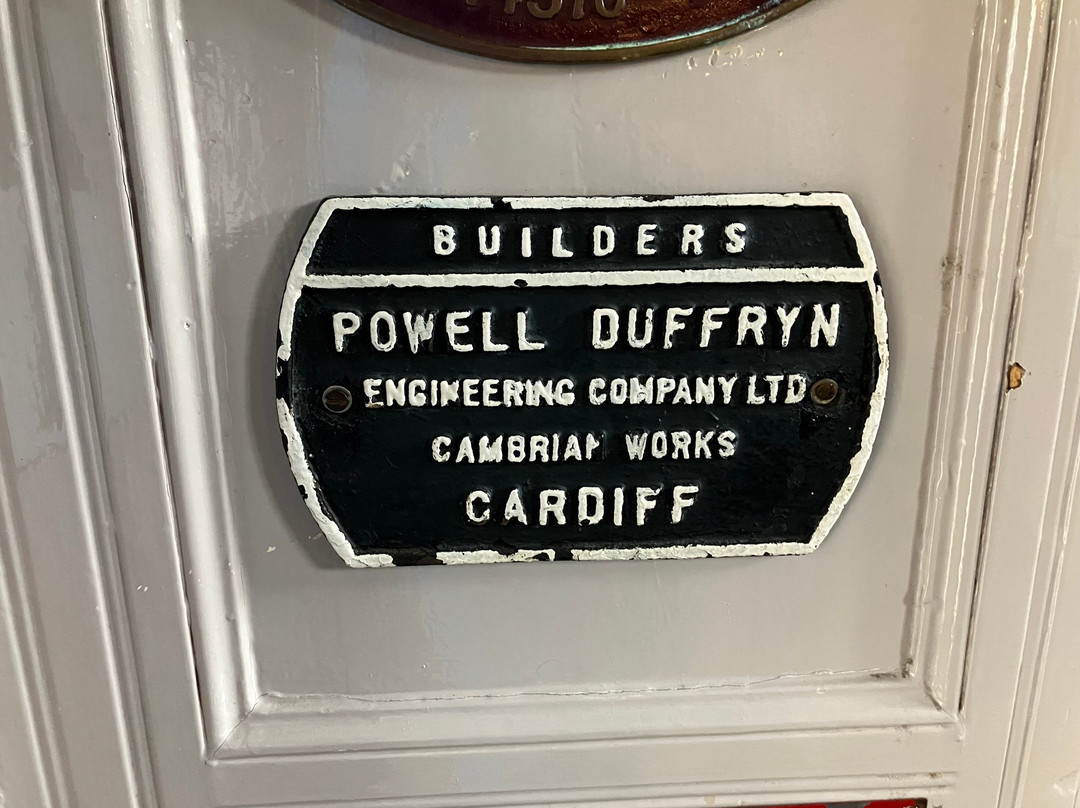 BUILDERS
POWELL DUFFRYN
ENGINEERING COMPANY LTD
CAMBRIAN WORKS
CARDIFF